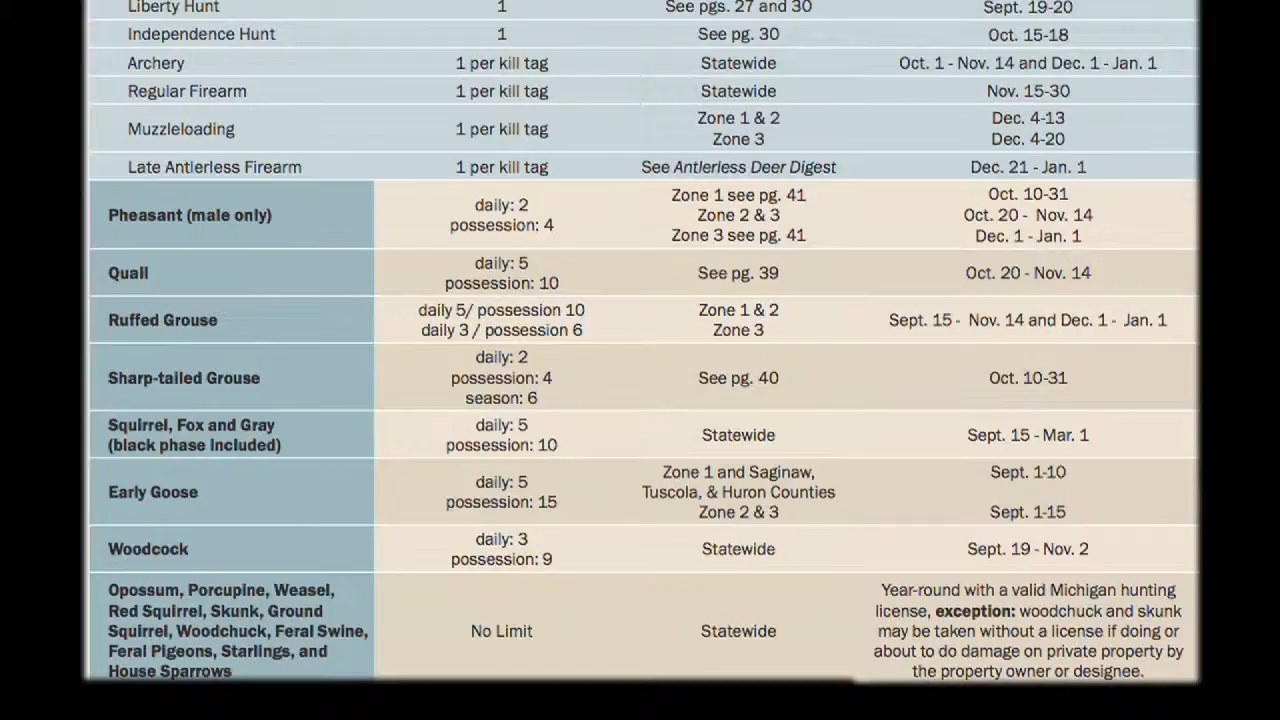 Liberty Hunt 1 See pgs. 27 and 30 Sept. 19-20
Independence Hunt 1 See pg. 30 Oct. 15-18
Archery 1 per kill tag Statewide Oct. 1 - Nov. 14 and Dec. 1 - Jan. 1
Regular Firearm 1 per kill tag Statewide Nov. 15-30
Muzzleloading 1 per kill tag
Zone 1 & 2 Dec. 4-13
Zone 3 Dec. 4-20
Late Antlerless Firearm 1 per kill tag See Antlerless Deer Digest Dec. 21 - Jan. 1
Pheasant (male only)
daily: 2
possession: 4
Zone 1 see pg. 41 Oct. 10-31
Zone 2 & 3 Oct. 20 - Nov. 14
Zone 3 see pg. 41 Dec. 1 - Jan. 1
Quail
daily: 5
possession: 10
See pg. 39 Oct. 20 - Nov. 14
Ruffed Grouse
daily 5/ possession 10
daily 3 / possession 6
Zone 1 & 2
Zone 3
Sept. 15 - Nov. 14 and Dec. 1 - Jan. 1
Sharp-tailed Grouse
daily: 2
possession: 4
season: 6
See pg. 40 Oct. 10-31
Squirrel, Fox and Gray
(black phase included)
daily: 5
possession: 10
Statewide Sept. 15 - Mar. 1
Early Goose
daily: 5
possession: 15
Zone 1 and Saginaw,
Tuscola, & Huron Counties
Zone 2 & 3
Sept. 1-10
Sept. 1-15
Woodcock
daily: 3
possession: 9
Statewide Sept. 19 - Nov. 2
Opossum, Porcupine, Weasel,
Red Squirrel, Skunk, Ground
Squirrel, Woodchuck, Feral Swine,
Feral Pigeons, Starlings, and
House Sparrows
No Limit Statewide
Year-round with a valid Michigan hunting
license, exception: woodchuck and skunk
may be taken without a license if doing or
about to do damage on private property by
the property owner or designee.